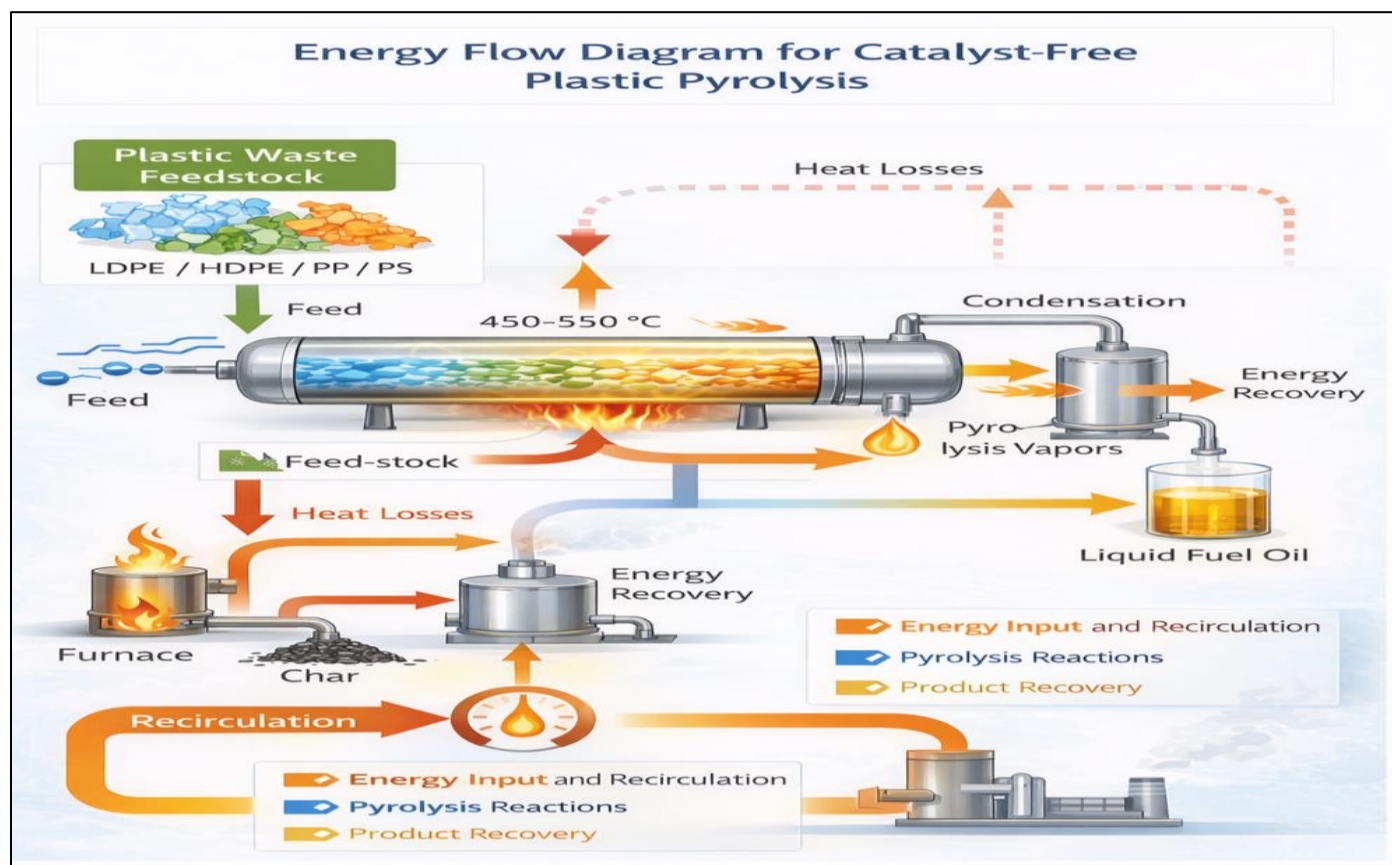 Energy Flow Diagram for Catalyst-Free
Plastic Pyrolysis
Plastic Waste
Feedstock
LDPE / HDPE / PP / PS
Heat Losses
Feed
450–550 °C
Condensation
Feed
Energy
Recovery
Pyro
lysis Vapors
Feed-stock
Heat Losses
Liquid Fuel Oil
Energy
Recovery
Furnace
Char
Energy Input and Recirculation
Pyrolysis Reactions
Product Recovery
Recirculation
Energy Input and Recirculation
Pyrolysis Reactions
Product Recovery